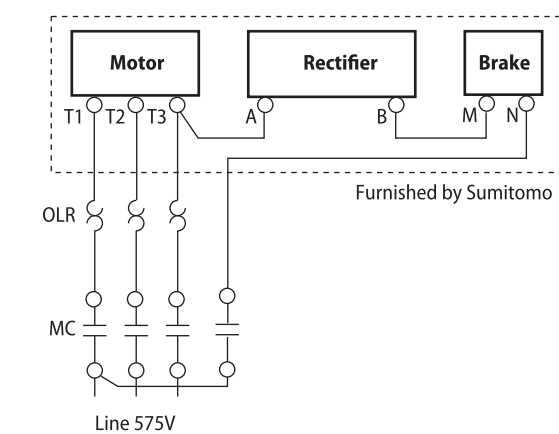 Motor
Rectifier
Brake
T1 T2 T3 A B M N
Furnished by Sumitomo
OLR
MC
Line 575V